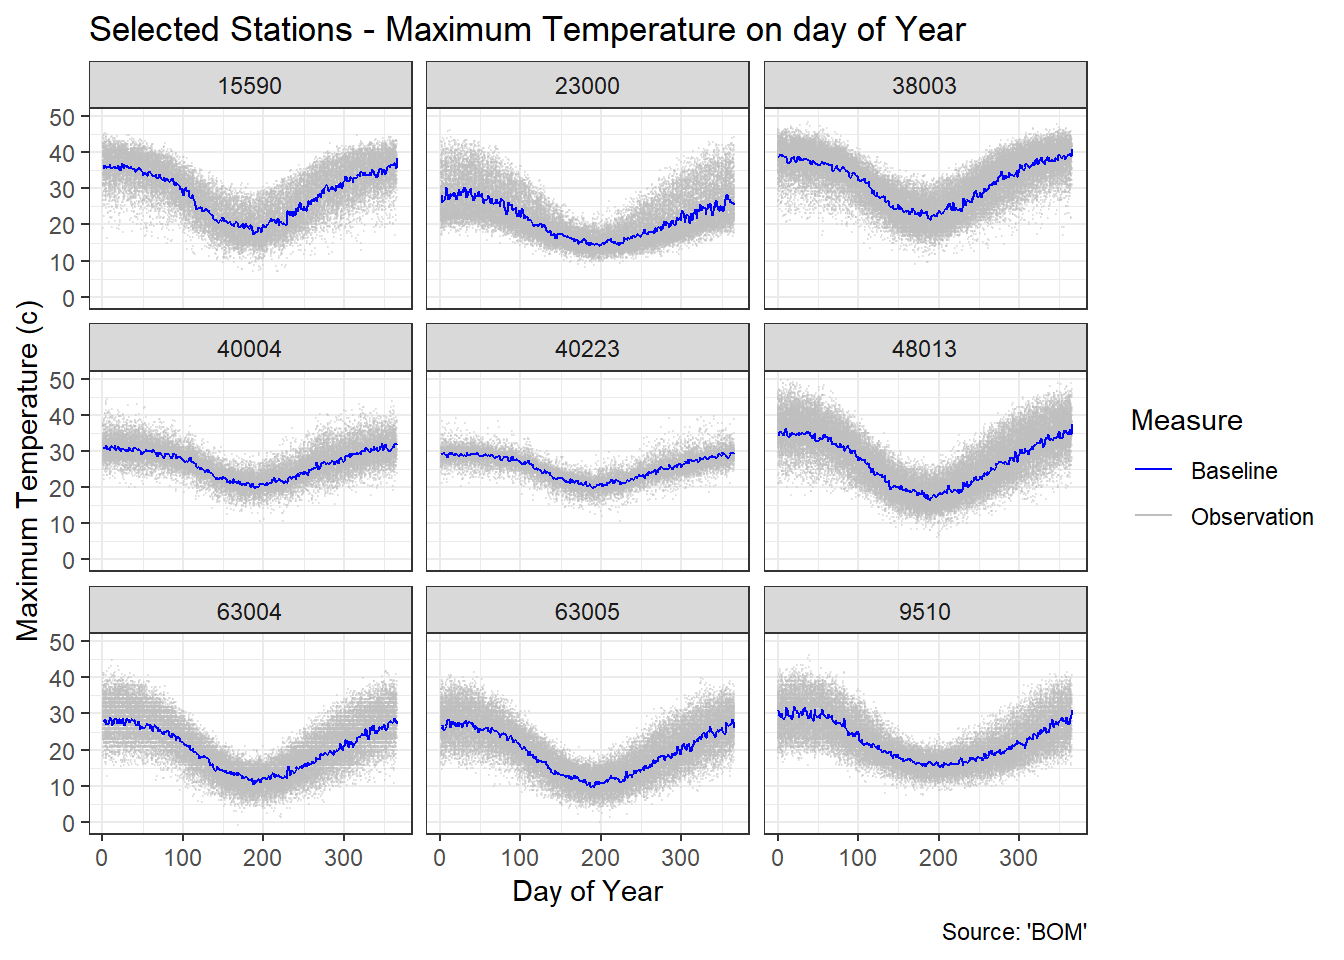 Selected Stations - Maximum Temperature on day of Year
15590 23000 38003
50
40
30
20
10
0
40004 40223 48013
50
40
30
20
10
0
63004 63005 9510
50
40
30
20
10
0
0 100 200 300 0 100 200 300 0 100 200 300
Maximum Temperature (c)
Day of Year
Measure
Baseline
Observation
Source: 'BOM'